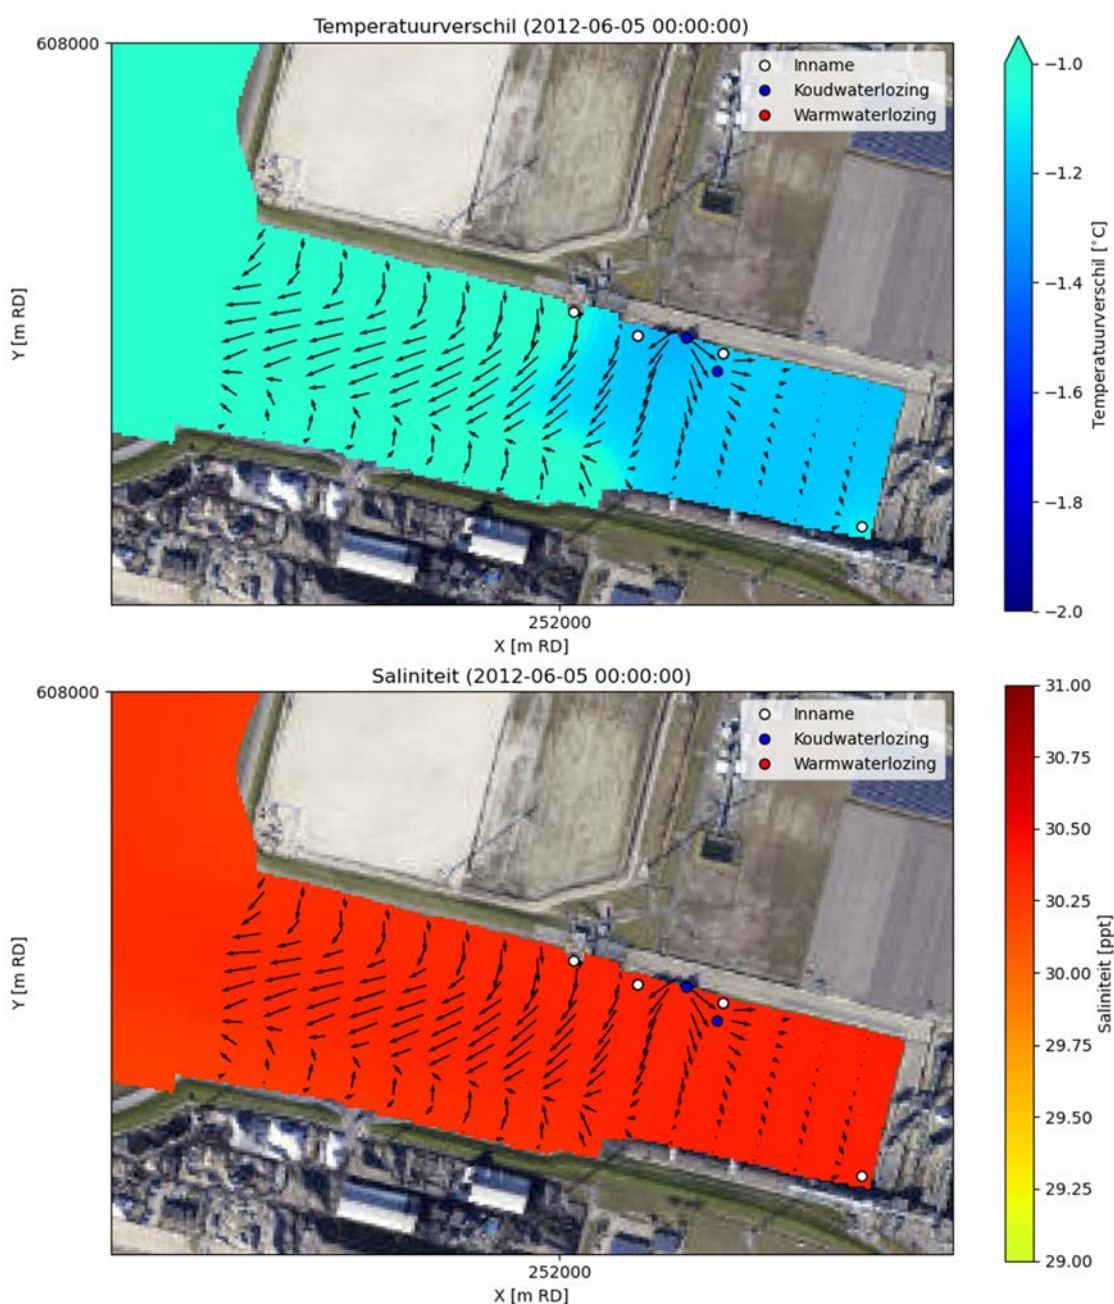 Temperatuurverschil (2012-06-05 00:00:00)
608000
Inname
Koudwaterlozing
Warmwaterlozing
Y [m RD]
252000
X [m RD]
−1.0
−1.2
−1.4
−1.6
−1.8
−2.0
Temperatuurverschil [°C]
Saliniteit (2012-06-05 00:00:00)
608000
Inname
Koudwaterlozing
Warmwaterlozing
Y [m RD]
252000
X [m RD]
31.00
30.75
30.50
30.25
30.00
29.75
29.50
29.25
29.00
Saliniteit [ppt]